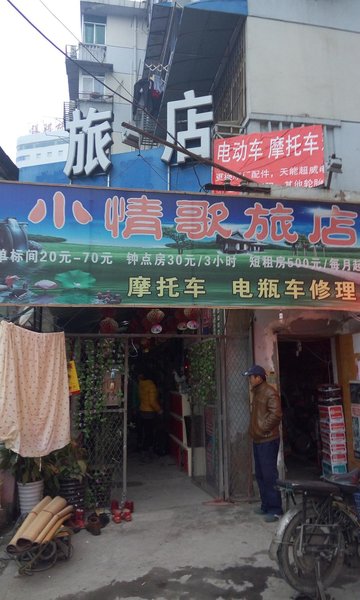 旅店
电动车 摩托车
小情歌旅店
单标间20元-70元 钟点房30元/3小时 短租房500元/每月起
摩托车 电瓶车修理